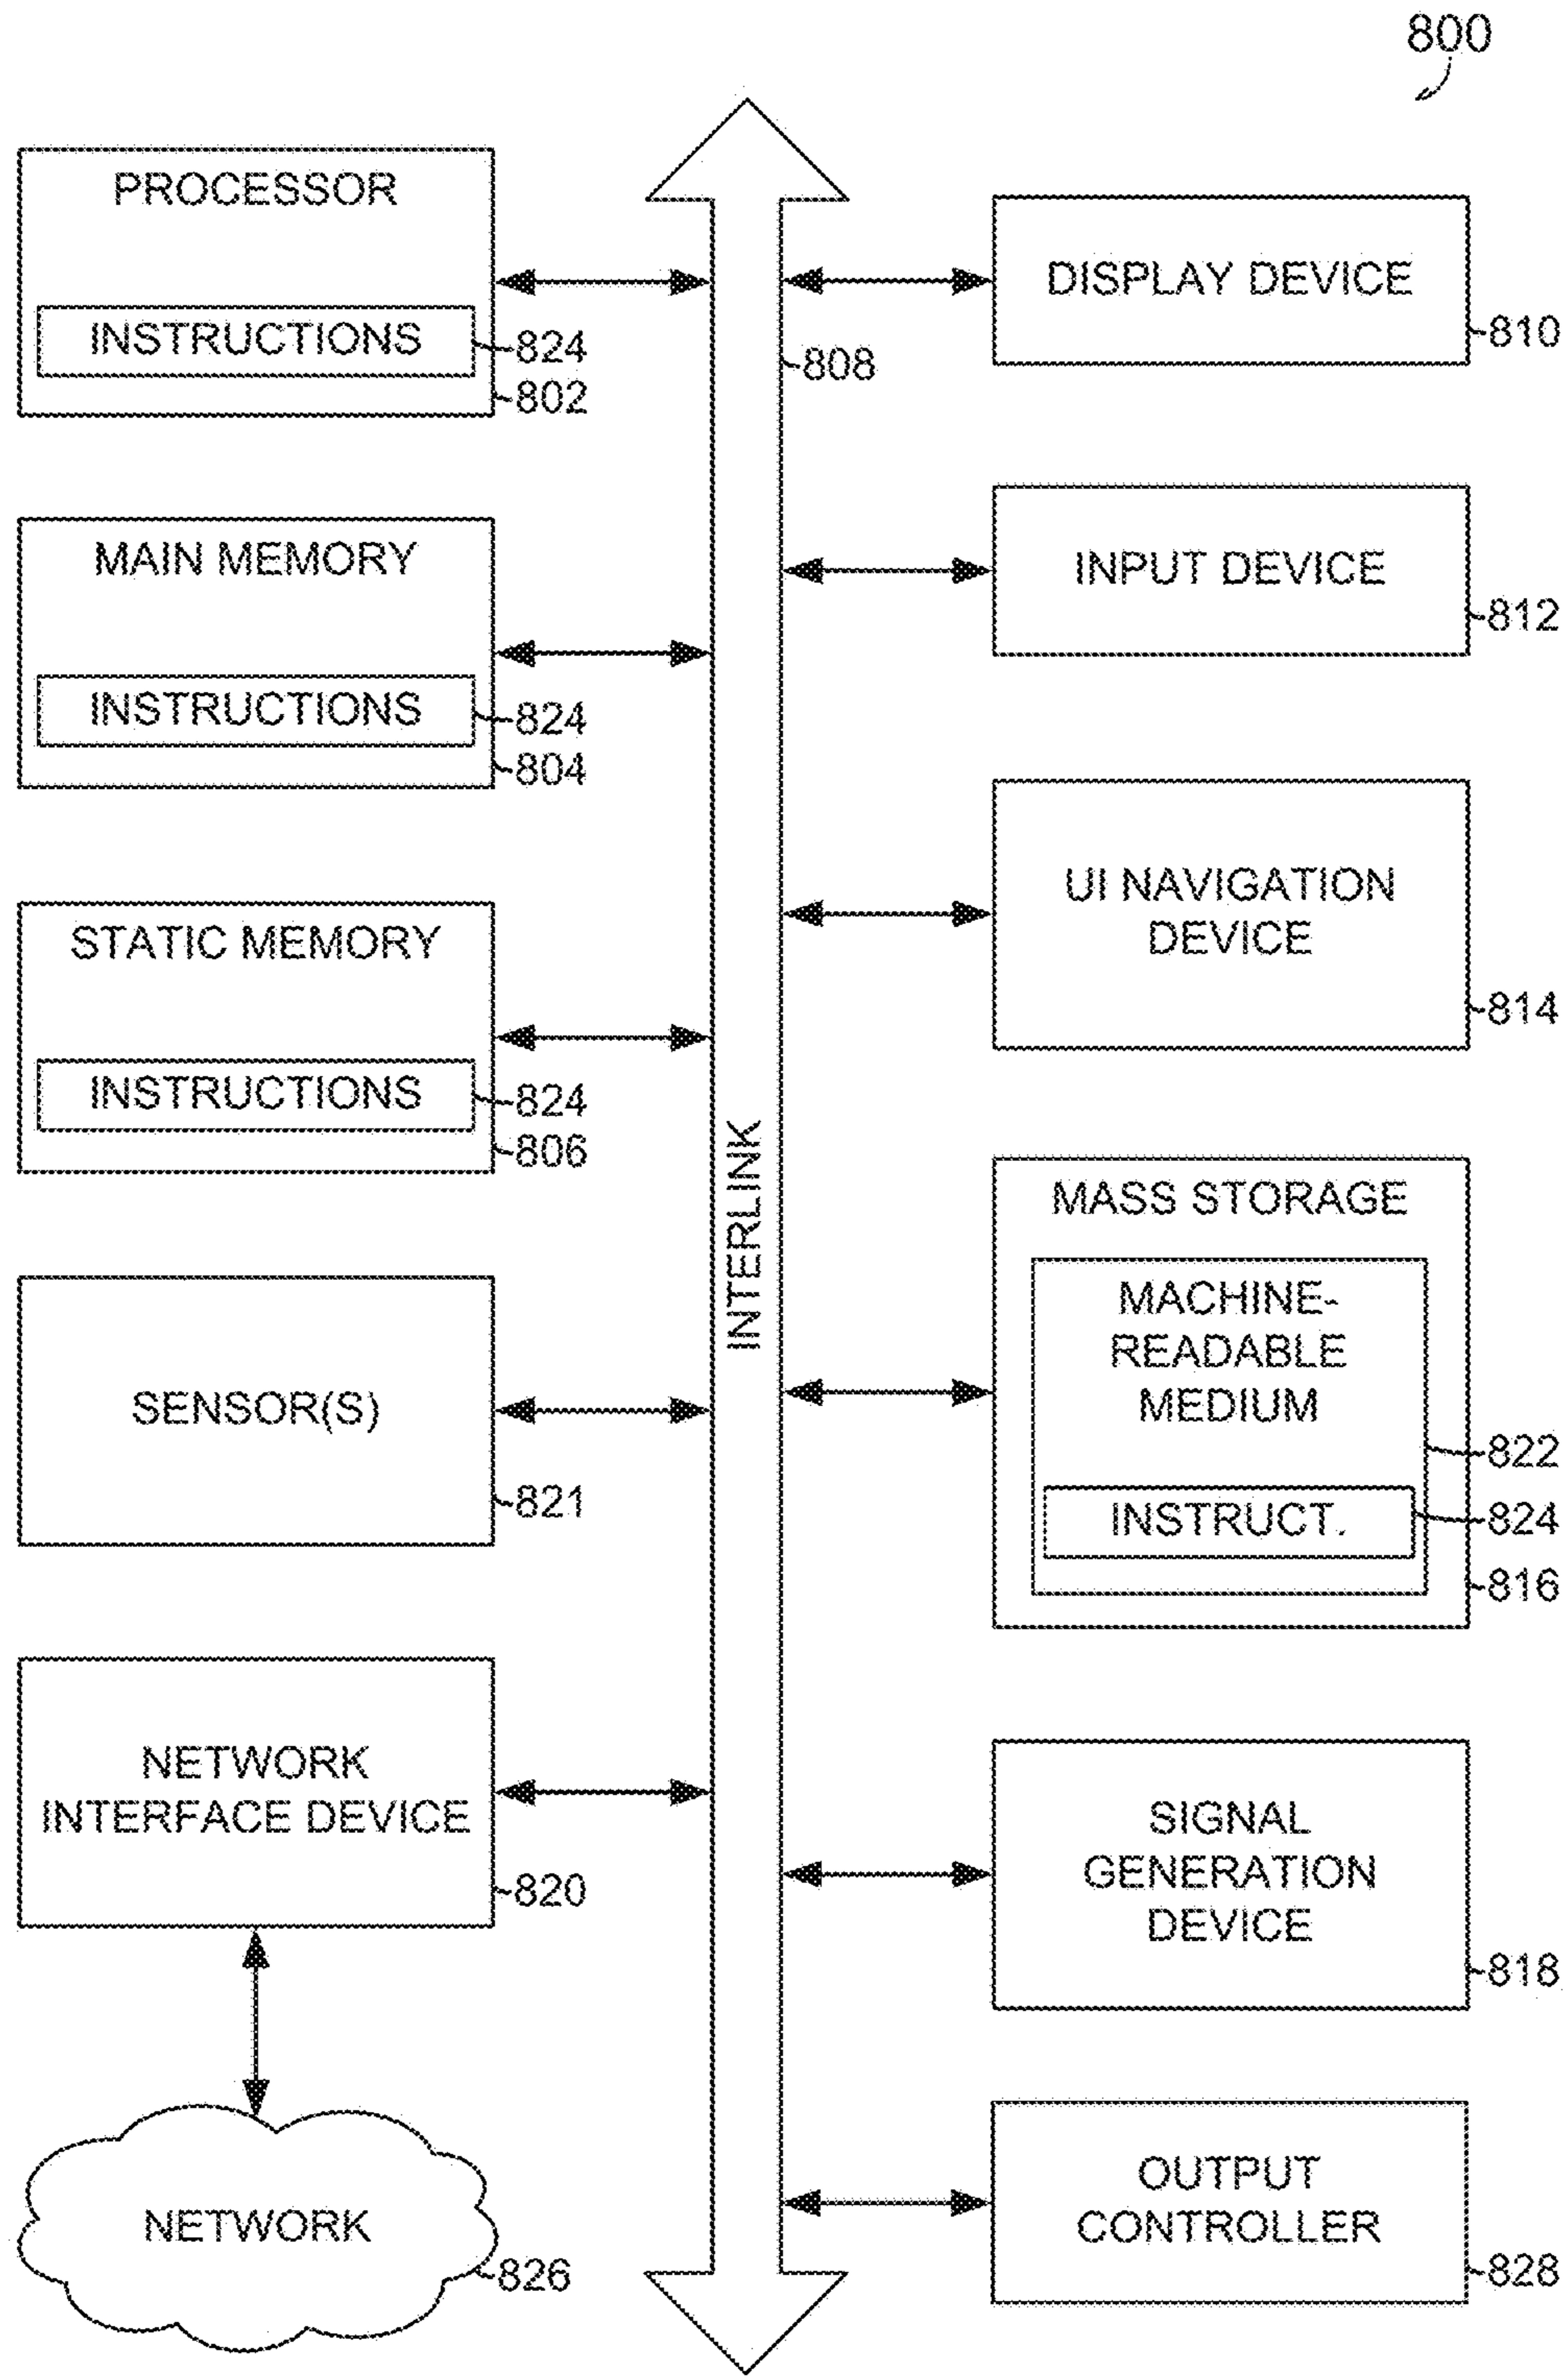 800
PROCESSOR
INSTRUCTIONS
824
802
MAIN MEMORY
INSTRUCTIONS
824
804
STATIC MEMORY
INSTRUCTIONS
824
806
SENSOR(S)
821
NETWORK
INTERFACE DEVICE
820
NETWORK
826
INTERLINK
808
DISPLAY DEVICE
810
INPUT DEVICE
812
UI NAVIGATION
DEVICE
814
MASS STORAGE
MACHINE-
READABLE
MEDIUM
822
INSTRUCT.
824
816
SIGNAL
GENERATION
DEVICE
818
OUTPUT
CONTROLLER
828